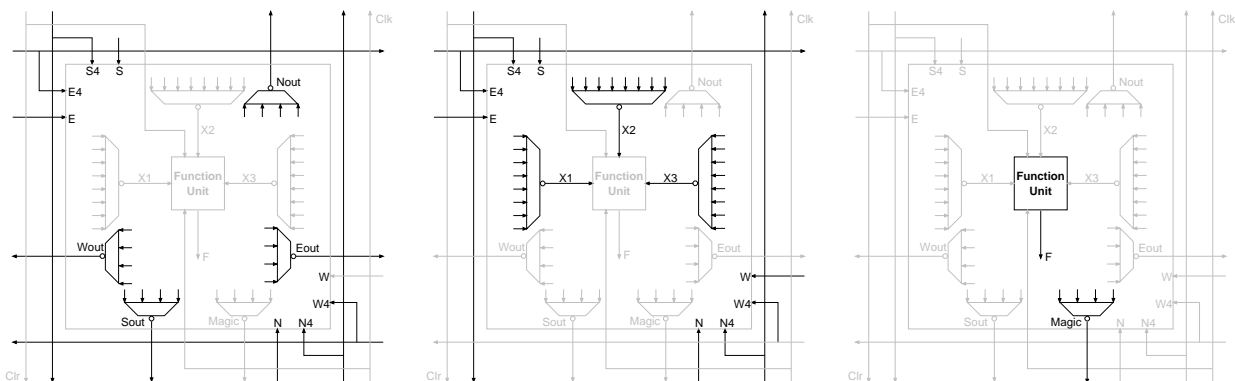 Clk
S4 S
Nout
E4
E
X2
X1 Function Unit X3
Wout
Eout
F
W
W4
Sout Magic N N4
Clr
Clk
S4 S
Nout
E4
E
X2
X1 Function Unit X3
Wout
Eout
F
W
W4
Sout Magic N N4
Clr
Clk
S4 S
Nout
E4
E
X2
X1 Function Unit X3
Wout
Eout
F
W
W4
Sout Magic N N4
Clr